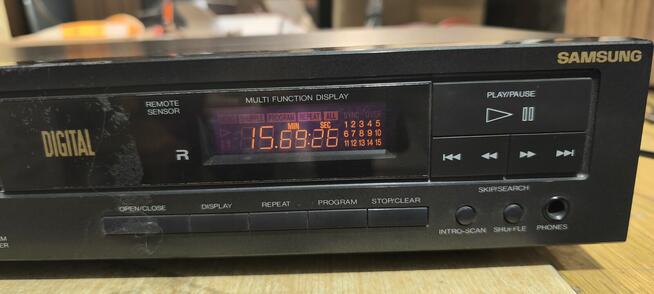 SAMSUNG
REMOTE
SENSOR
MULTI FUNCTION DISPLAY
PLAY/PAUSE
DIGITAL
SHUFFLE PROGRAM REPEAT ALL
MIN SEC
15.69:26
1 2 3 4 5
6 7 8 9 10
11 12 13 14 15
R
SKIP/SEARCH
OPEN/CLOSE DISPLAY REPEAT PROGRAM STOP/CLEAR
INTRO-SCAN SHUFFLE PHONES